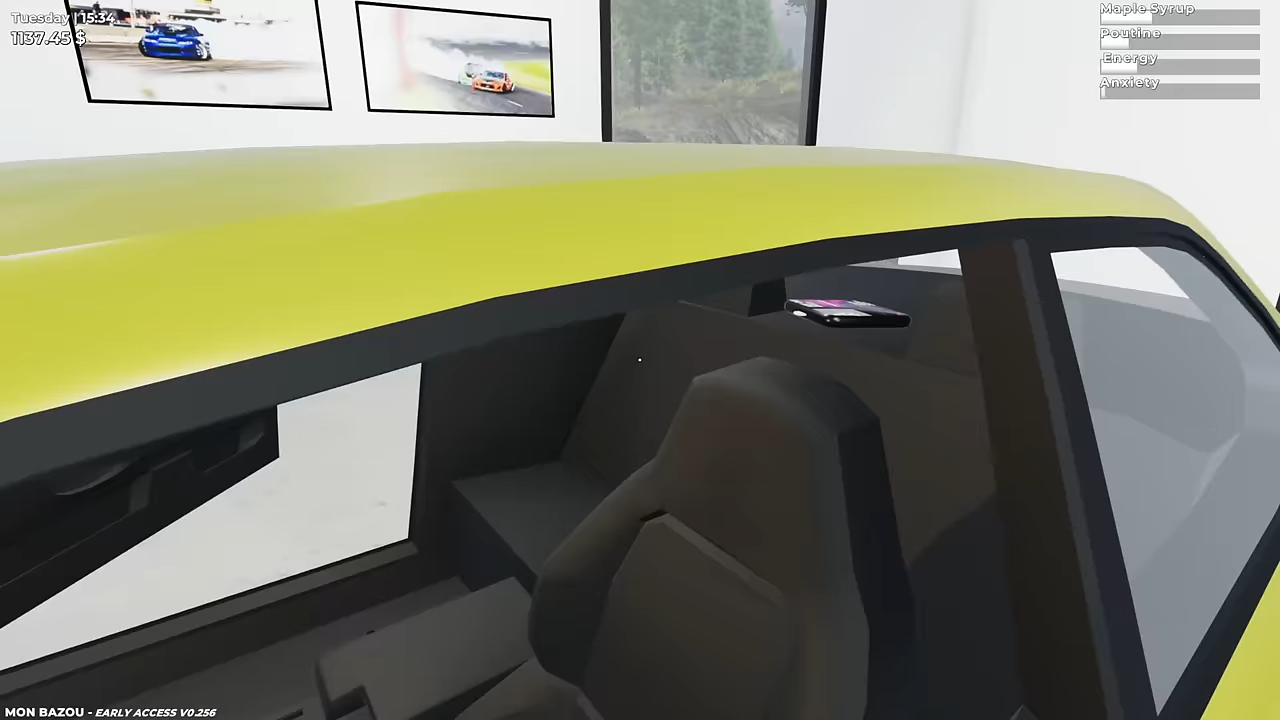 Tuesday | 15:34
1137.45 $
Maple Syrup
Poutine
Energy
Anxiety
MON BAZOU - EARLY ACCESS V0.256